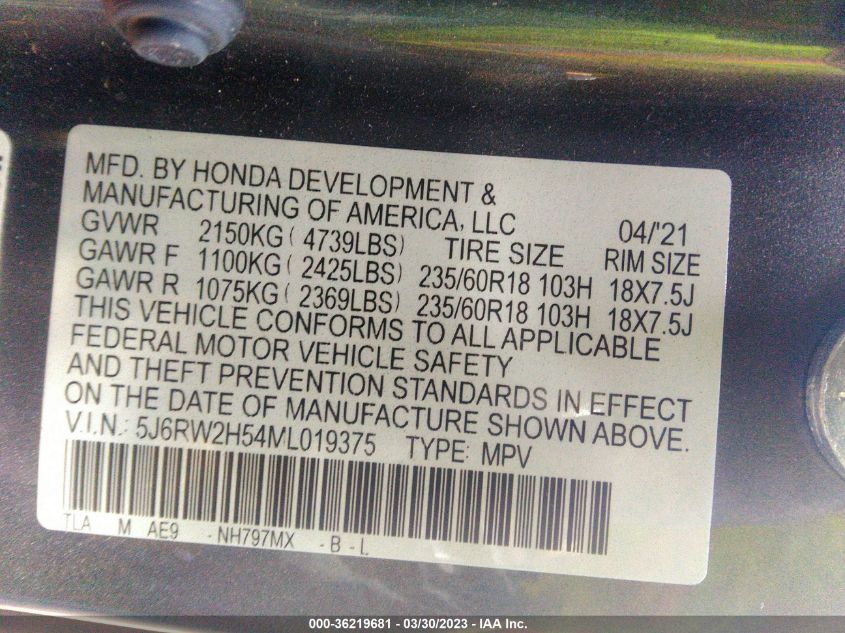 MFD. BY HONDA DEVELOPMENT &
MANUFACTURING OF AMERICA, LLC 04/'21
GVWR 2150KG ( 4739LBS) TIRE SIZE RIM SIZE
GAWR F 1100KG ( 2425LBS) 235/60R18 103H 18X7.5J
GAWR R 1075KG ( 2369LBS) 235/60R18 103H 18X7.5J
THIS VEHICLE CONFORMS TO ALL APPLICABLE
FEDERAL MOTOR VEHICLE SAFETY
AND THEFT PREVENTION STANDARDS IN EFFECT
ON THE DATE OF MANUFACTURE SHOWN ABOVE.
V.I.N.: 5J6RW2H54ML019375 TYPE: MPV
TLA M AE9 -NH797MX -B-L
000-36219681 - 03/30/2023 - IAA Inc.